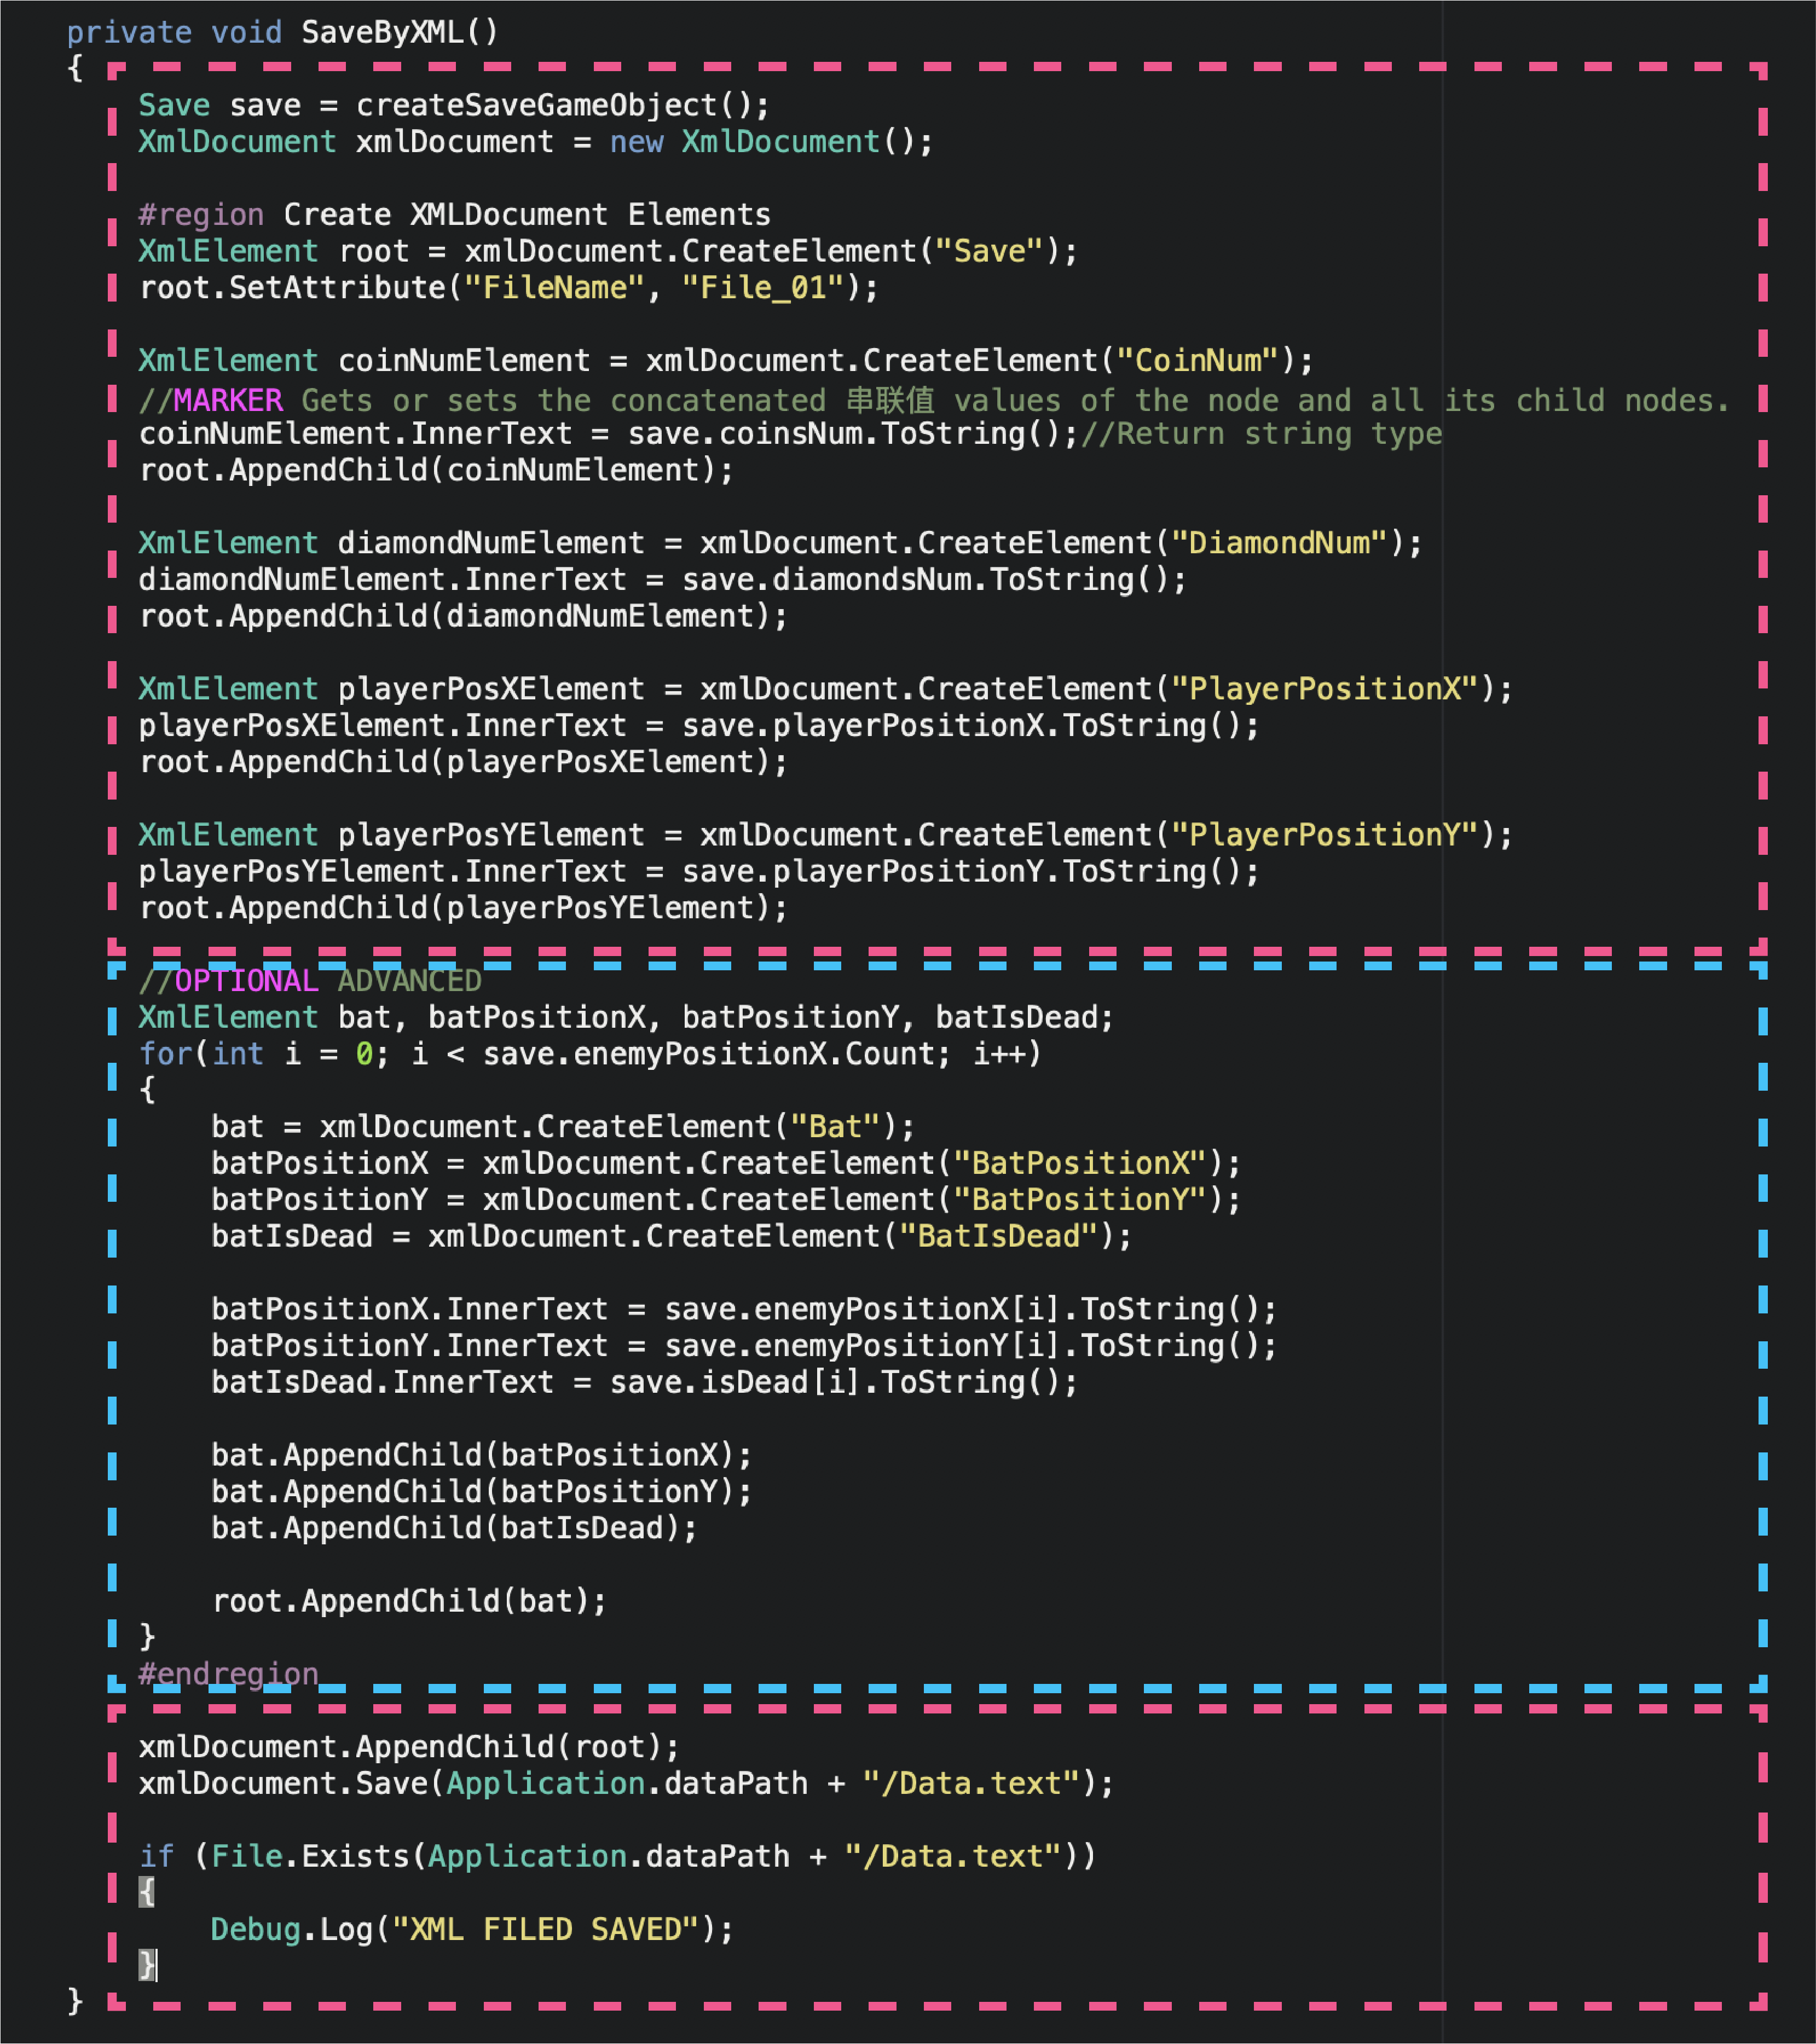 private void SaveByXML()
{
Save save = createSaveGameObject();
XmlDocument xmlDocument = new XmlDocument();
#region Create XMLDocument Elements
XmlElement root = xmlDocument.CreateElement("Save");
root.SetAttribute("FileName", "File_01");
XmlElement coinNumElement = xmlDocument.CreateElement("CoinNum");
//MARKER Gets or sets the concatenated 串联值 values of the node and all its child nodes.
coinNumElement.InnerText = save.coinsNum.ToString();//Return string type
root.AppendChild(coinNumElement);
XmlElement diamondNumElement = xmlDocument.CreateElement("DiamondNum");
diamondNumElement.InnerText = save.diamondsNum.ToString();
root.AppendChild(diamondNumElement);
XmlElement playerPosXElement = xmlDocument.CreateElement("PlayerPositionX");
playerPosXElement.InnerText = save.playerPositionX.ToString();
root.AppendChild(playerPosXElement);
XmlElement playerPosYElement = xmlDocument.CreateElement("PlayerPositionY");
playerPosYElement.InnerText = save.playerPositionY.ToString();
root.AppendChild(playerPosYElement);
//OPTIONAL ADVANCED
XmlElement bat, batPositionX, batPositionY, batIsDead;
for(int i = 0; i < save.enemyPositionX.Count; i++)
{
bat = xmlDocument.CreateElement("Bat");
batPositionX = xmlDocument.CreateElement("BatPositionX");
batPositionY = xmlDocument.CreateElement("BatPositionY");
batIsDead = xmlDocument.CreateElement("BatIsDead");
batPositionX.InnerText = save.enemyPositionX[i].ToString();
batPositionY.InnerText = save.enemyPositionY[i].ToString();
batIsDead.InnerText = save.isDead[i].ToString();
bat.AppendChild(batPositionX);
bat.AppendChild(batPositionY);
bat.AppendChild(batIsDead);
root.AppendChild(bat);
}
#endregion
xmlDocument.AppendChild(root);
xmlDocument.Save(Application.dataPath + "/Data.text");
if (File.Exists(Application.dataPath + "/Data.text"))
{
Debug.Log("XML FILED SAVED");
}
}